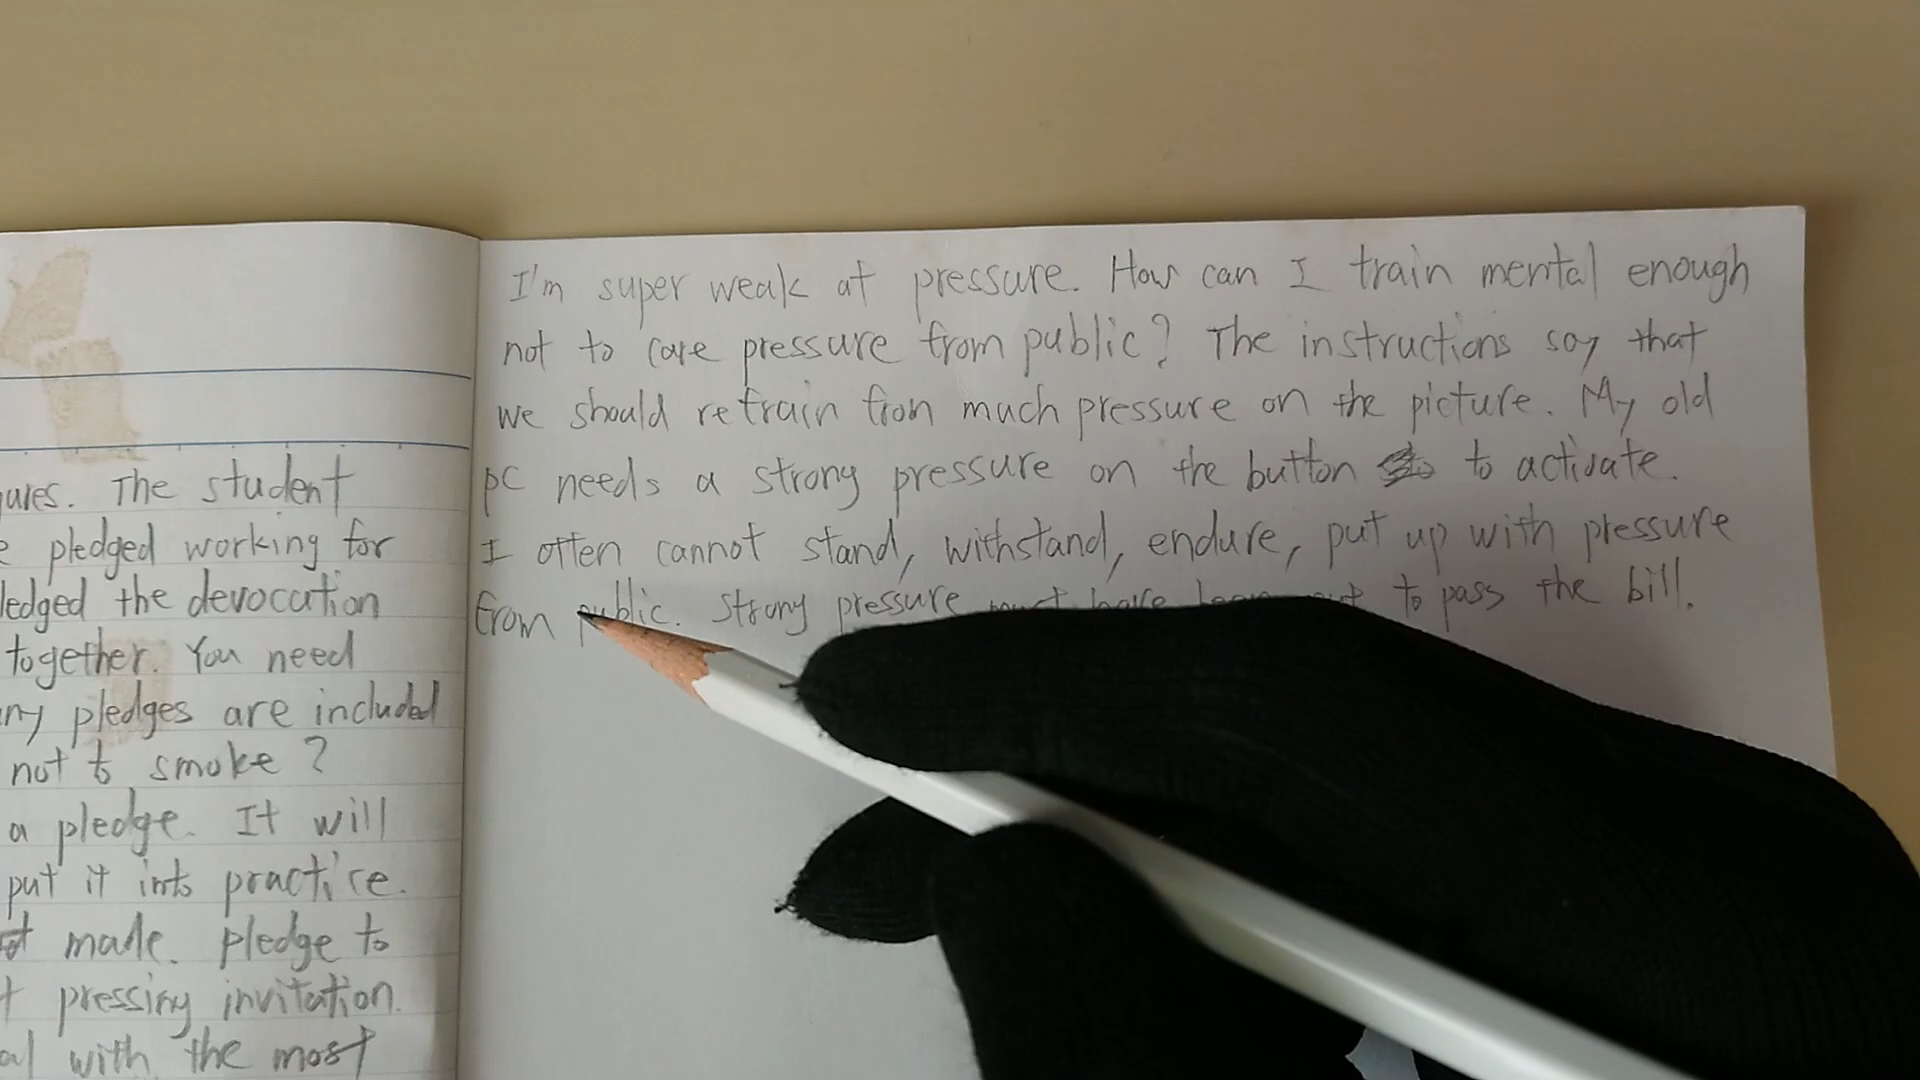 ures. The student
pledged working for
ledged the devocation
together. You need
ny pledges are included
not to smoke?
a pledge. It will
put it into practice.
made. pledge to
pressing invitation.
with the most
I'm super weak at pressure. How can I train mental enough
not to care pressure from public? The instructions say that
we should refrain from much pressure on the picture. My old
pc needs a strong pressure on the button to activate.
I often cannot stand, withstand, endure, put up with pressure
from public. Strong pressure must have been put to pass the bill.